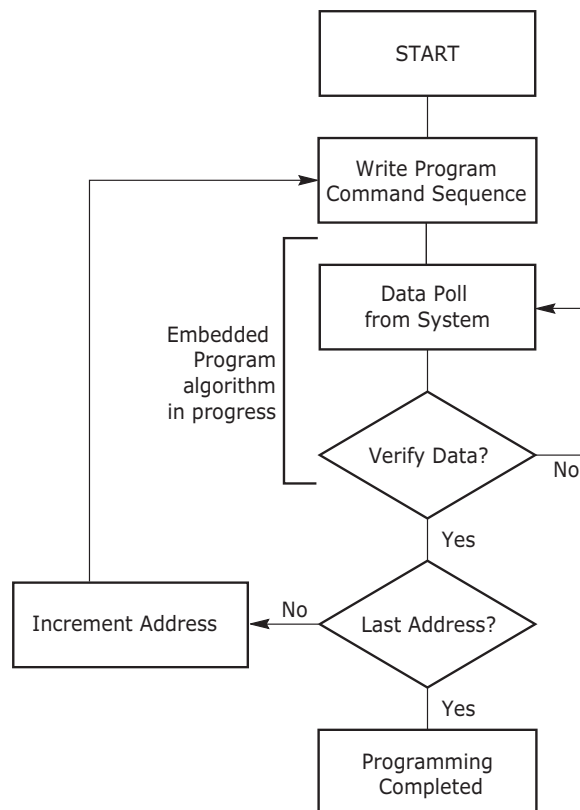 START
Write Program
Command Sequence
Data Poll
from System
Embedded
Program
algorithm
in progress
Verify Data?
No
Yes
Increment Address
No
Last Address?
Yes
Programming
Completed